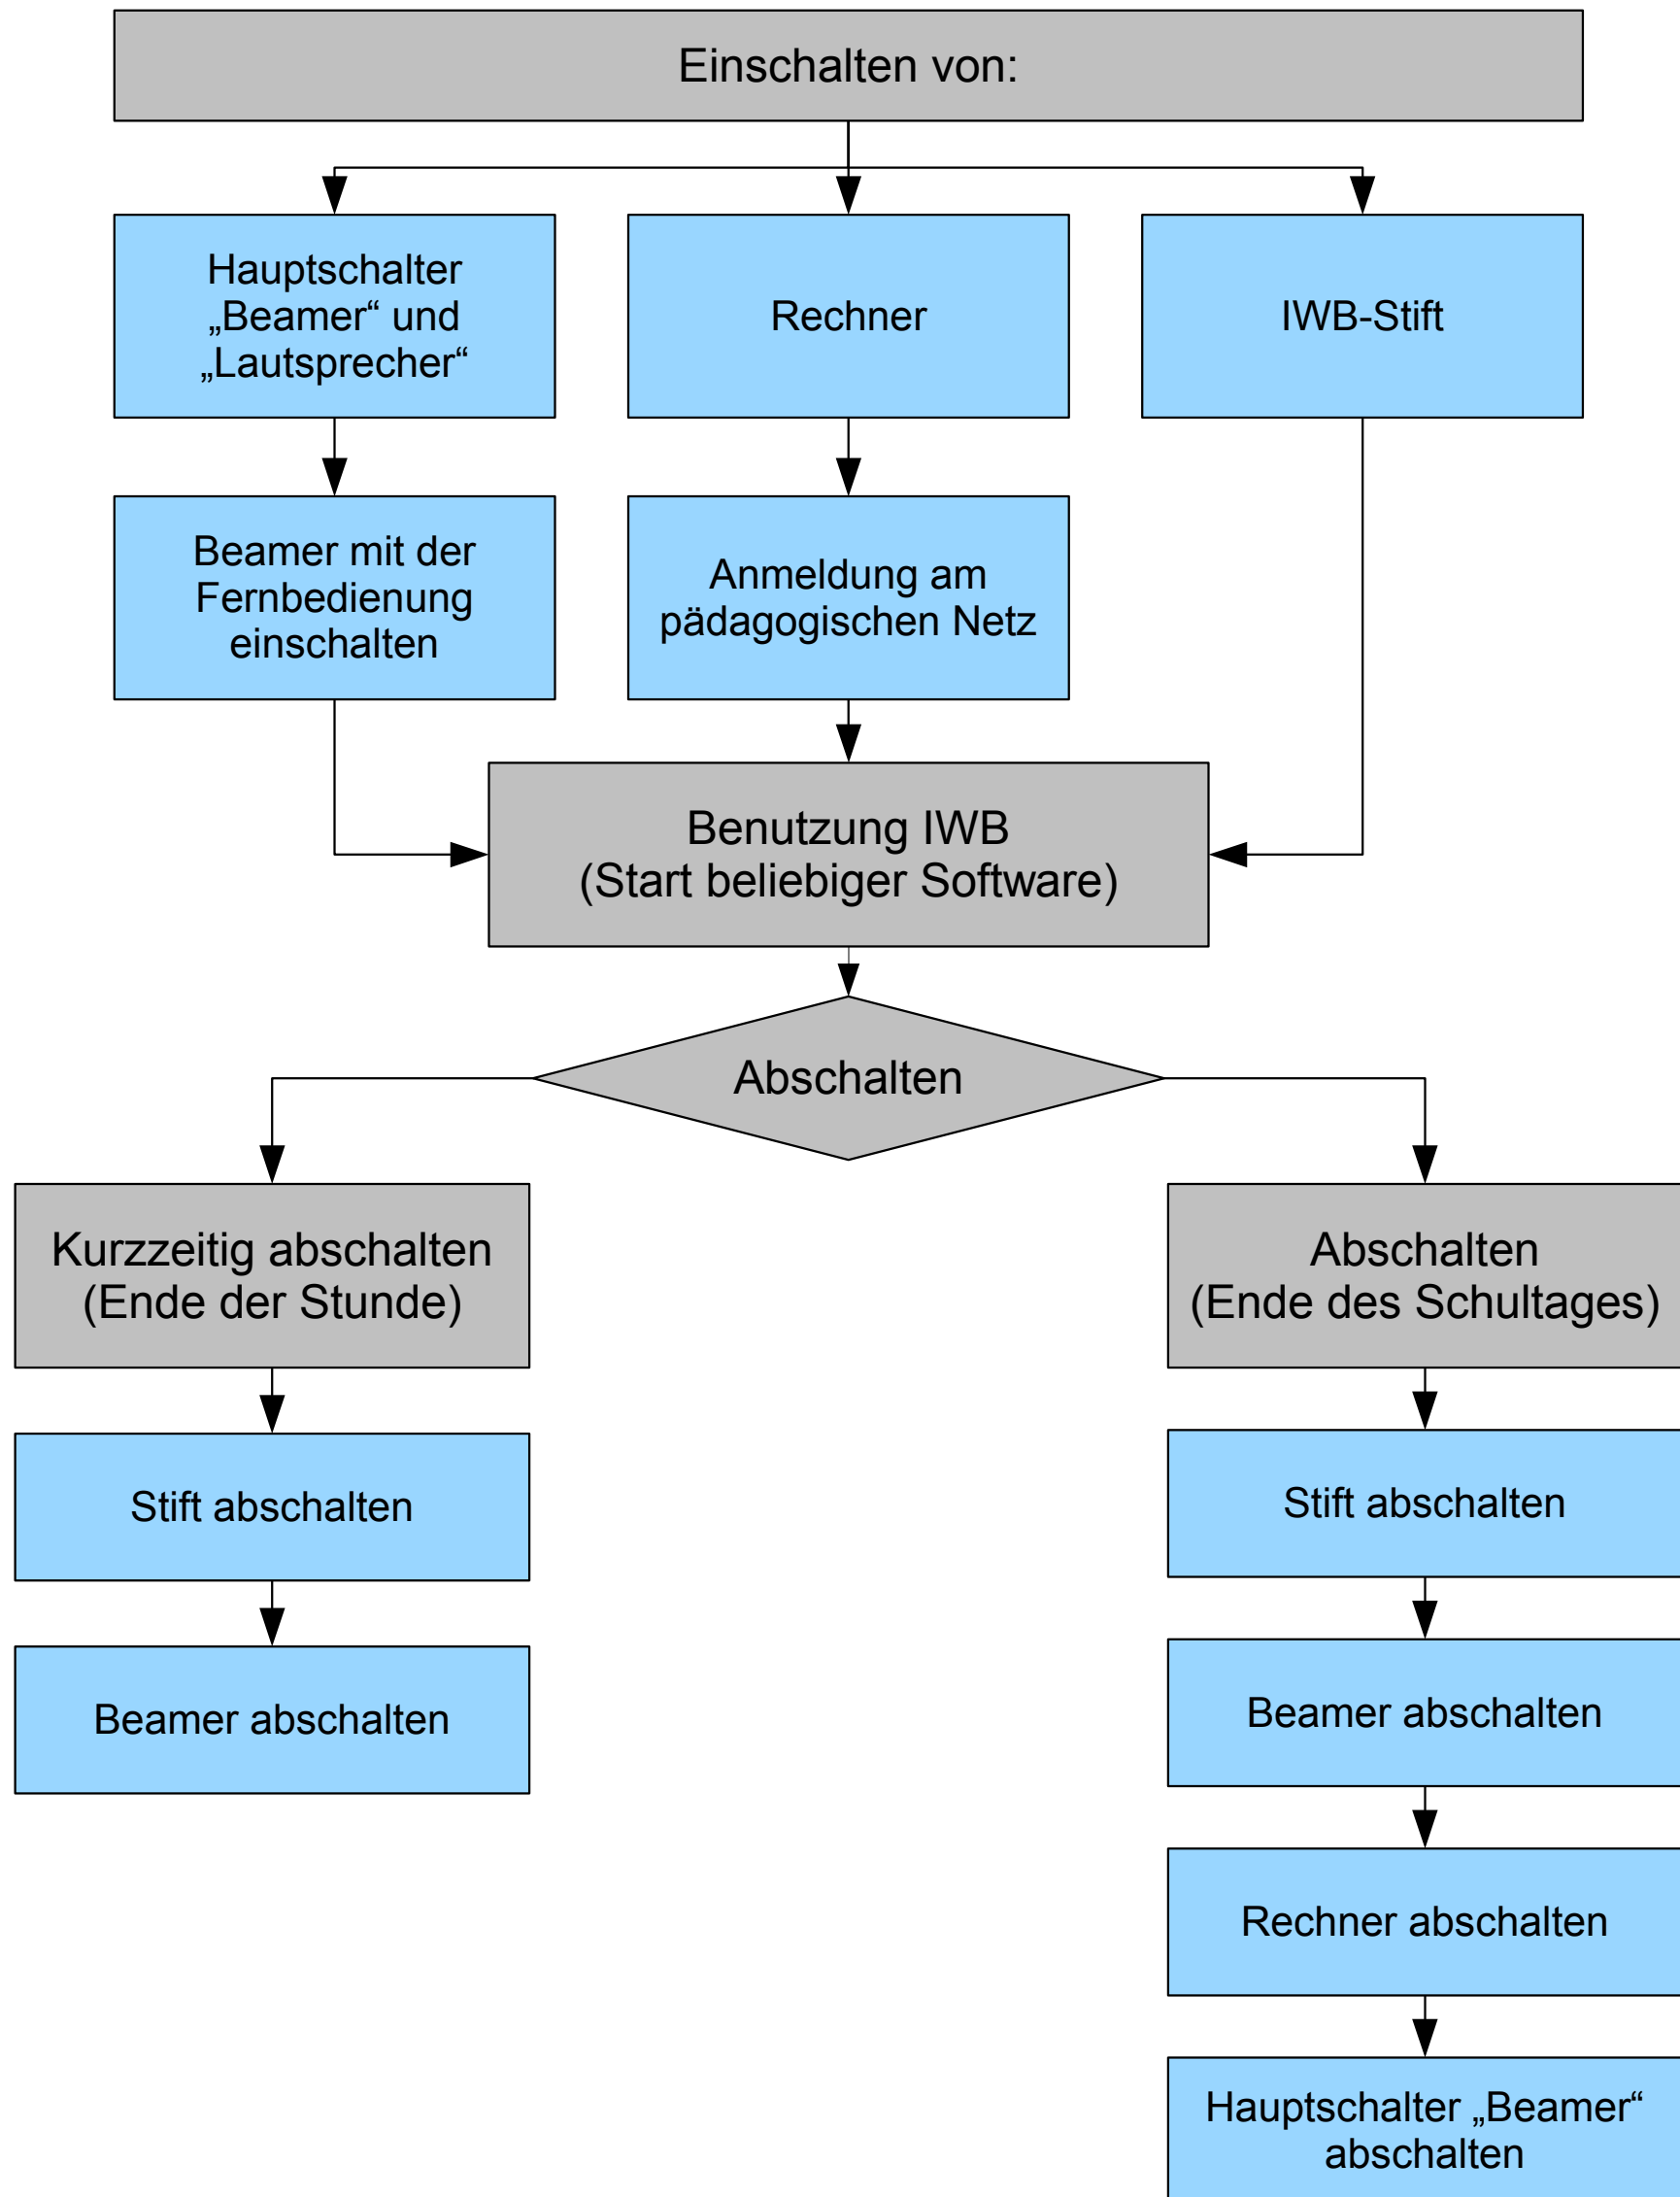 Einschalten von:
Hauptschalter
„Beamer“ und
„Lautsprecher“
Rechner
IWB-Stift
Beamer mit der
Fernbedienung
einschalten
Anmeldung am
pädagogischen Netz
Benutzung IWB
(Start beliebiger Software)
Abschalten
Kurzzeitig abschalten
(Ende der Stunde)
Stift abschalten
Beamer abschalten
Abschalten
(Ende des Schultages)
Stift abschalten
Beamer abschalten
Rechner abschalten
Hauptschalter „Beamer“
abschalten